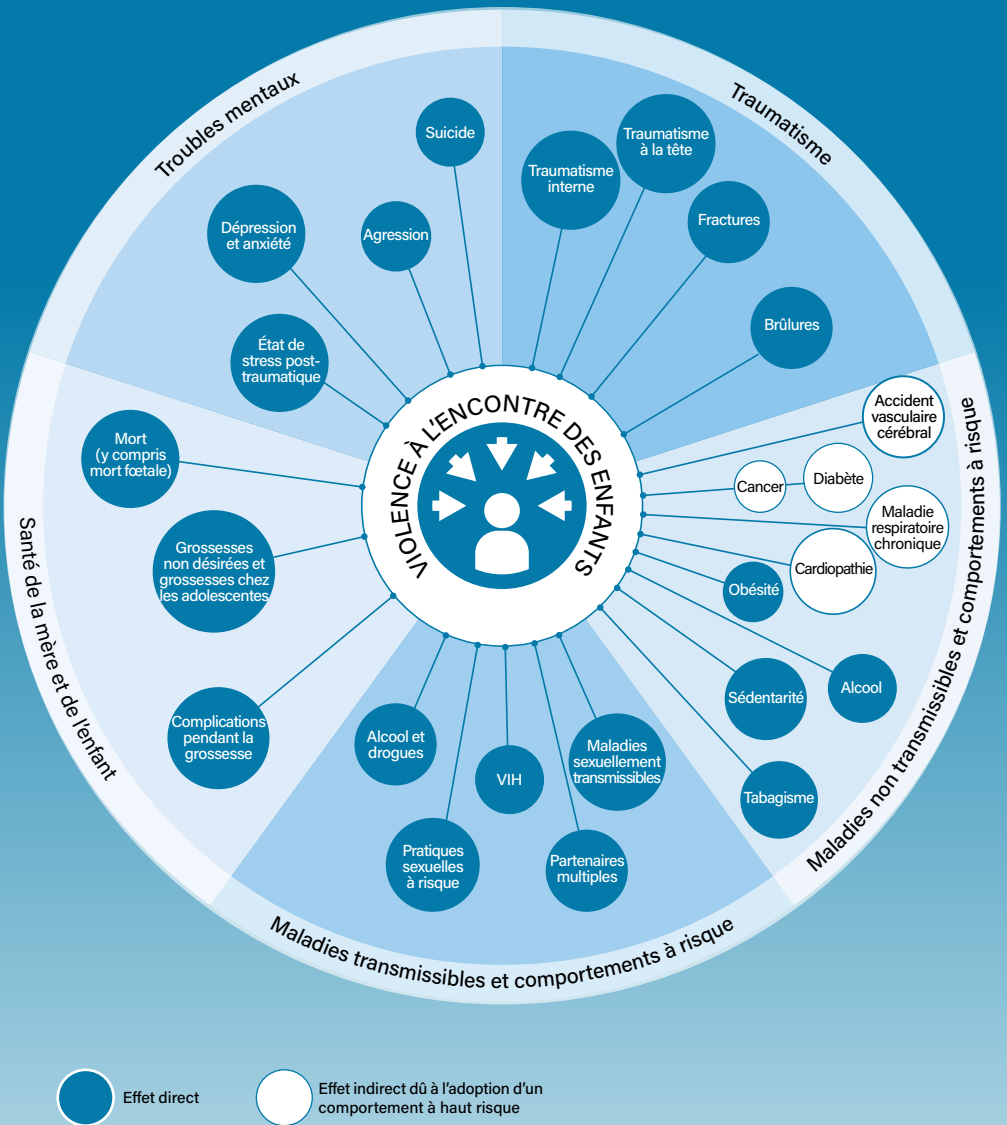 Troubles mentaux
Suicide
Dépression
et anxiété
Agression
État de
stress post-
traumatique
Traumatisme
Traumatisme
interne
Traumatisme
à la tête
Fractures
Brûlures
VIOLENCE À L'ENCONTRE DES ENFANTS
Maladies non transmissibles et comportements à risque
Accident
vasculaire
cérébral
Cancer
Diabète
Maladie
respiratoire
chronique
Cardiopathie
Obésité
Alcool
Sédentarité
Tabagisme
Santé de la mère et de l'enfant
Mort
(y compris
mort fœtale)
Grossesses
non désirées et
grossesses chez
les adolescentes
Complications
pendant la
grossesse
Maladies transmissibles et comportements à risque
Alcool et
drogues
Pratiques
sexuelles
à risque
VIH
Maladies
sexuellement
transmissibles
Partenaires
multiples
Effet direct
Effet indirect dû à l'adoption d'un
comportement à haut risque